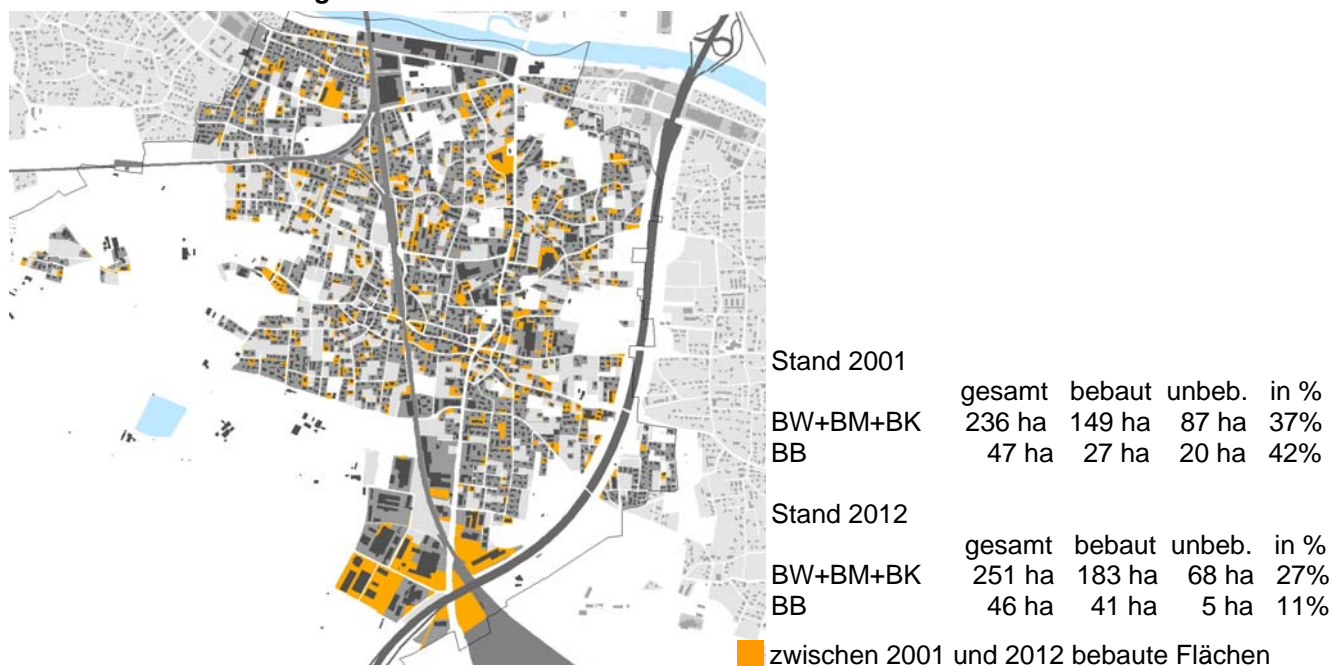 Stand 2001
gesamt bebaut unbeb. in %
BW+BM+BK 236 ha 149 ha 87 ha 37%
BB 47 ha 27 ha 20 ha 42%
Stand 2012
gesamt bebaut unbeb. in %
BW+BM+BK 251 ha 183 ha 68 ha 27%
BB 46 ha 41 ha 5 ha 11%
zwischen 2001 und 2012 bebaute Flächen